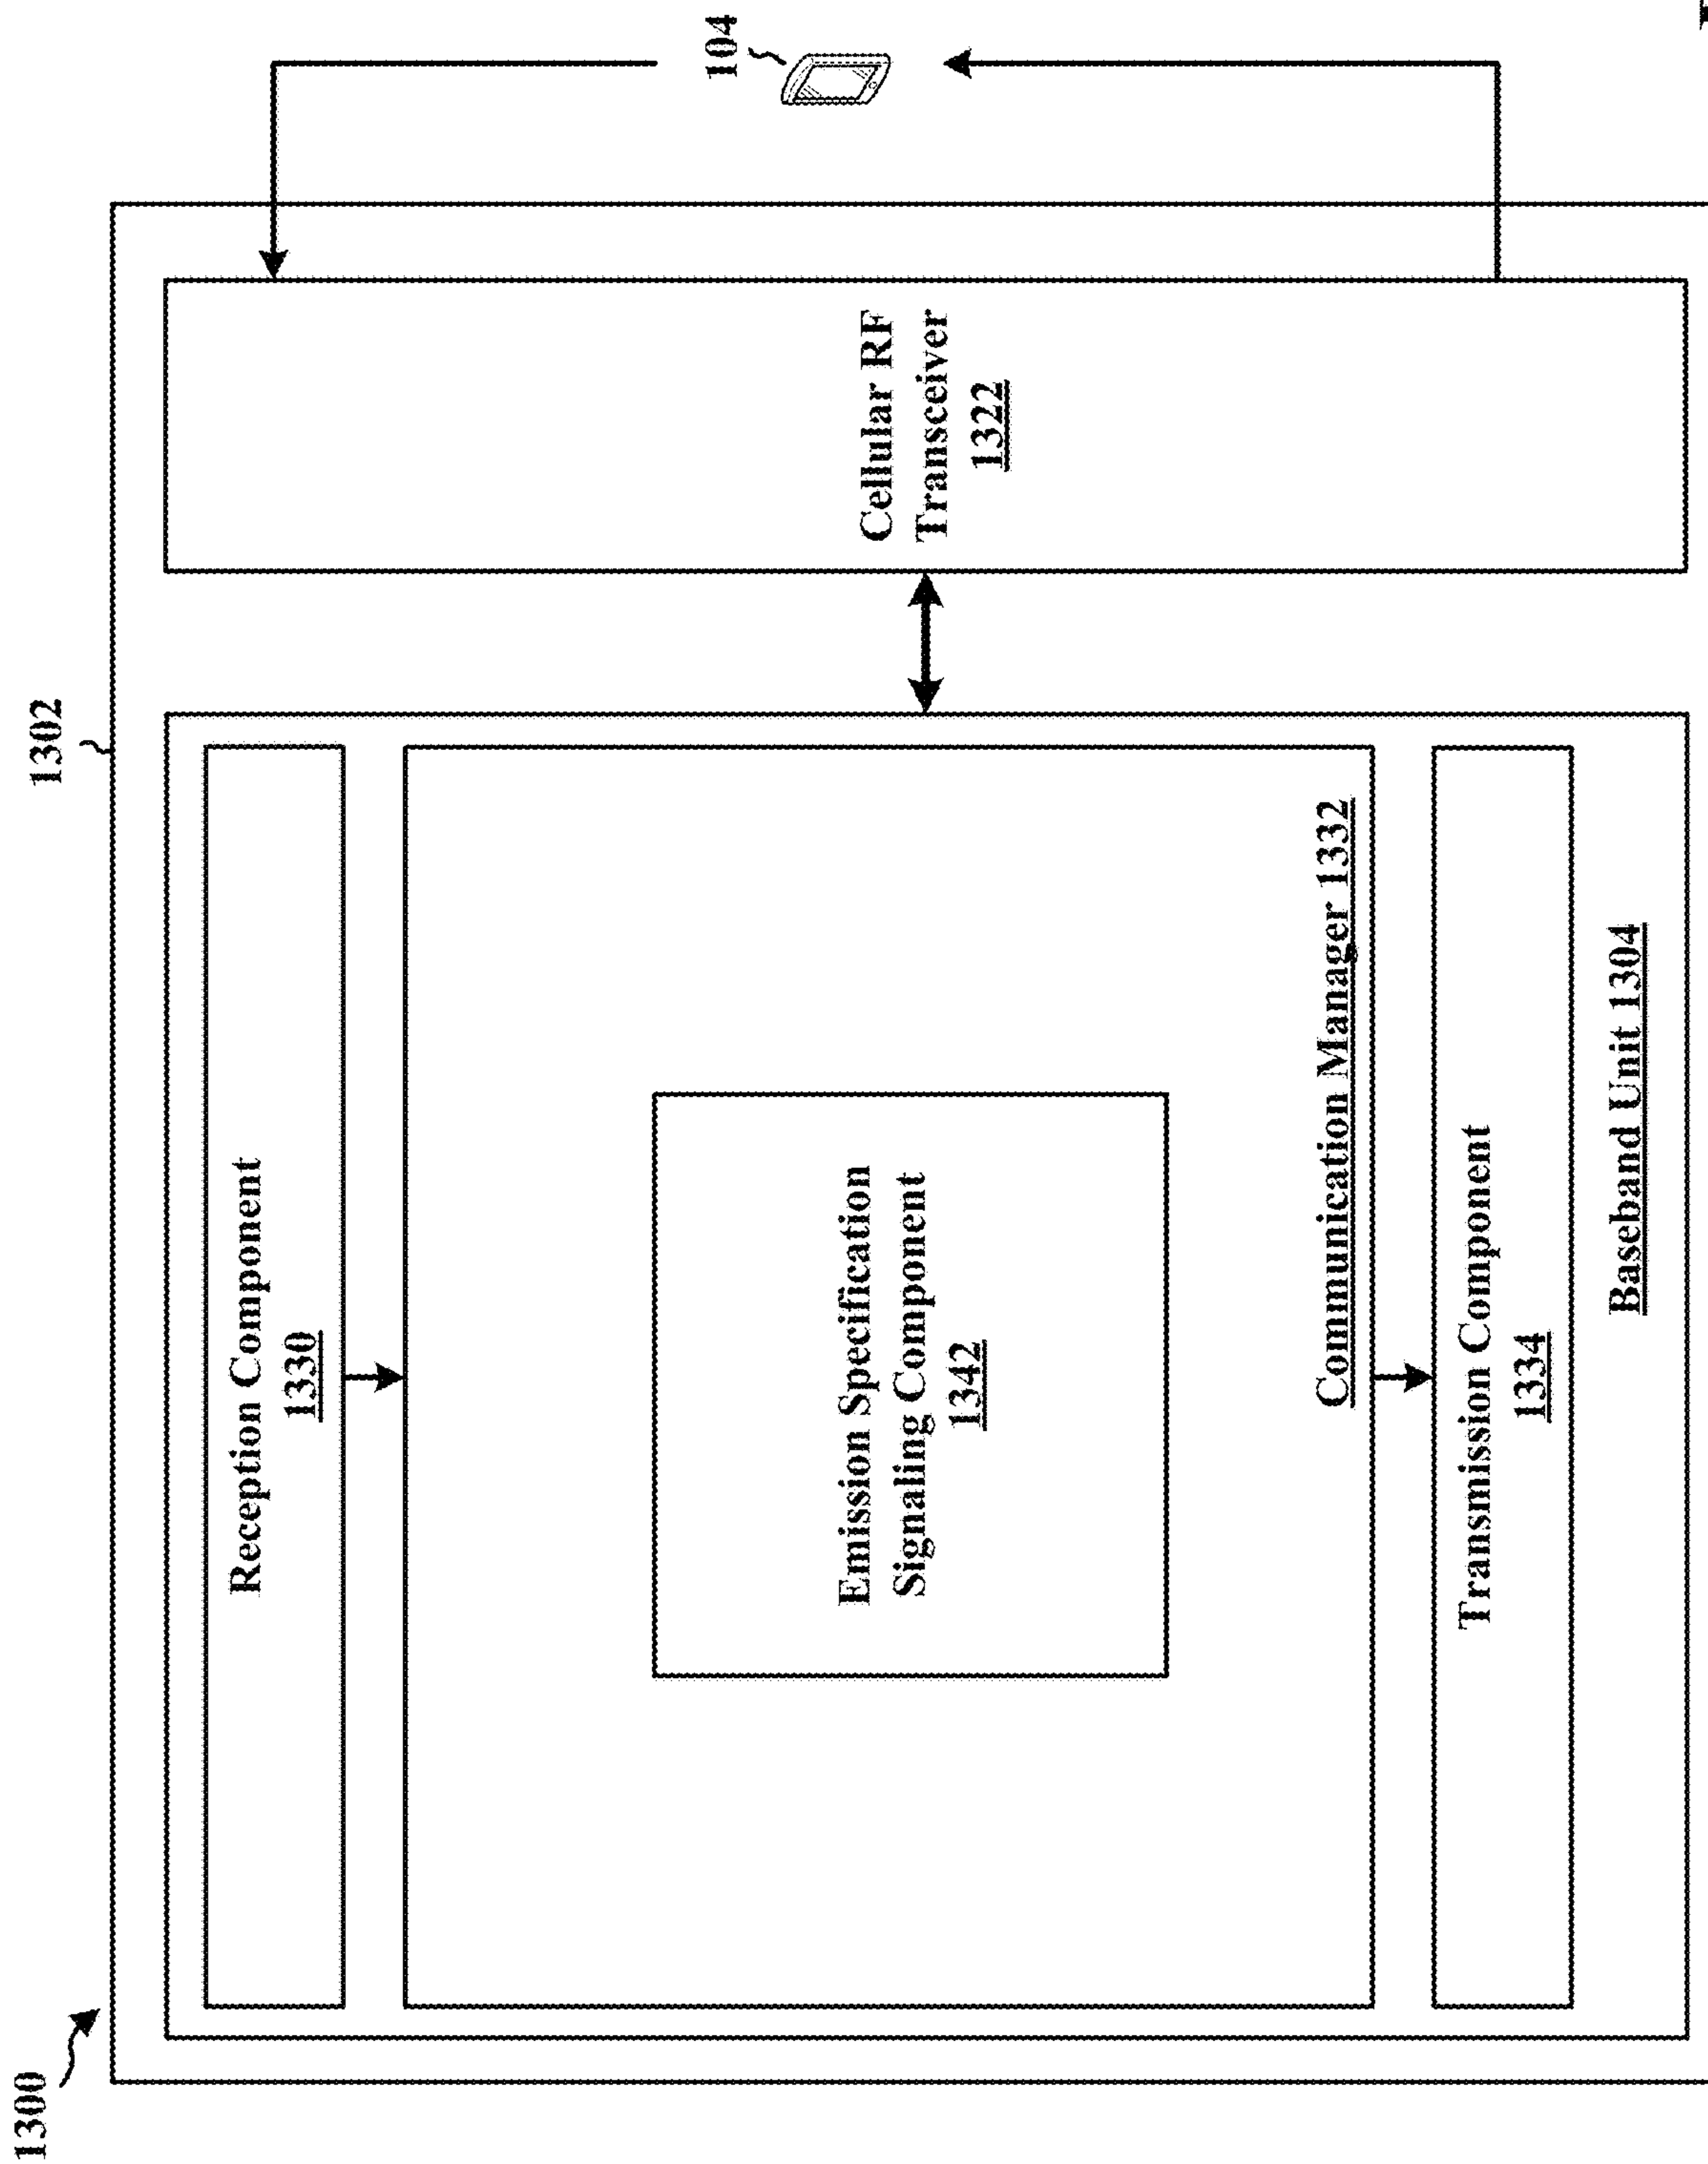 1300
1302
104
Reception Component
1330
Emission Specification
Signaling Component
1342
Communication Manager 1332
Transmission Component
1334
Baseband Unit 1304
Cellular RF
Transceiver
1322